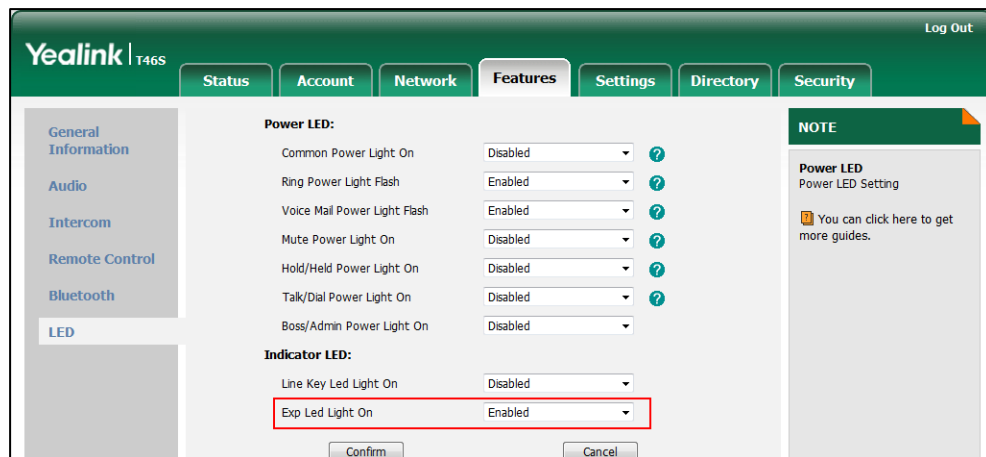 Log Out
Yealink T46S
Status Account Network Features Settings Directory Security
General
Information
Audio
Intercom
Remote Control
Bluetooth
LED
Power LED:
Common Power Light On Disabled ?
Ring Power Light Flash Enabled ?
Voice Mail Power Light Flash Enabled ?
Mute Power Light On Disabled ?
Hold/Held Power Light On Disabled ?
Talk/Dial Power Light On Disabled ?
Boss/Admin Power Light On Disabled
Indicator LED:
Line Key Led Light On Disabled
Exp Led Light On Enabled
Confirm Cancel
NOTE
Power LED
Power LED Setting
? You can click here to get
more guides.